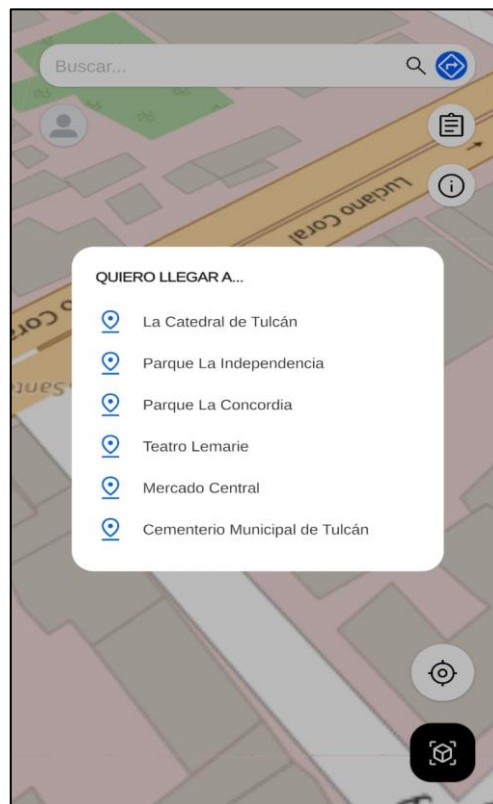 Buscar...
Luciano Coral
QUIERO LLEGAR A...
La Catedral de Tulcán
Parque La Independencia
Parque La Concordia
Teatro Lemarie
Mercado Central
Cementerio Municipal de Tulcán